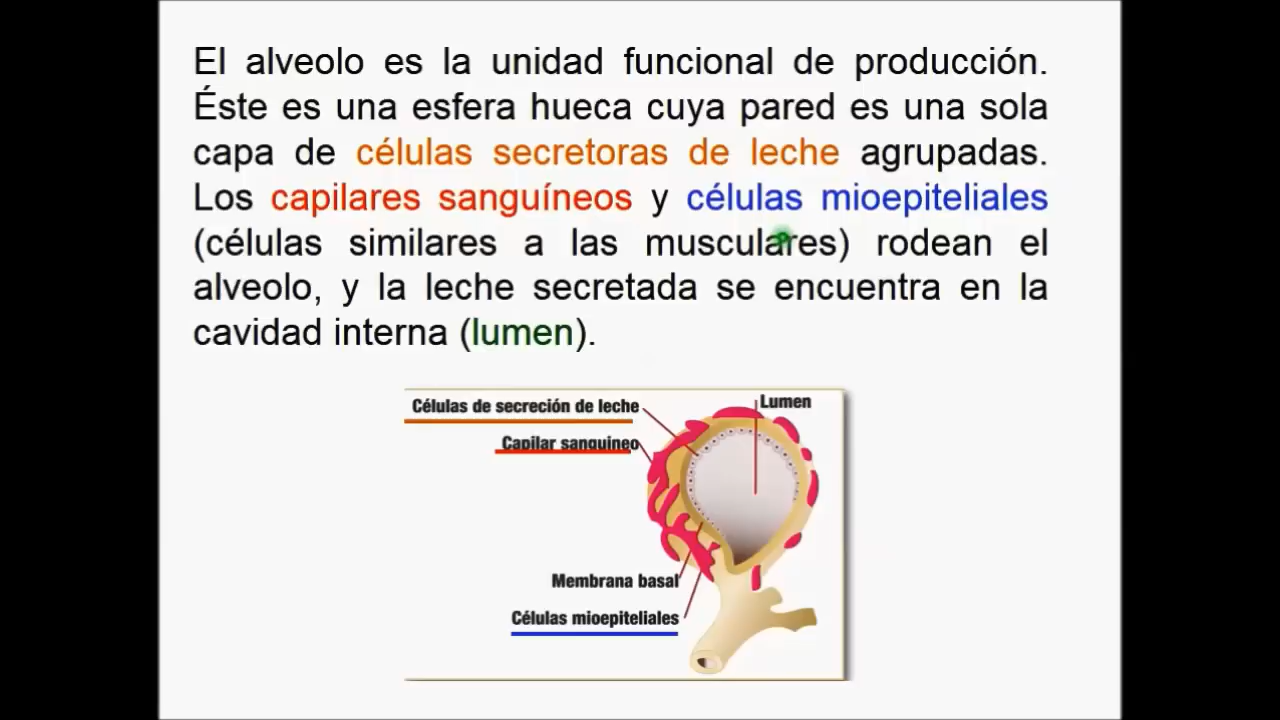 El alveolo es la unidad funcional de producción.
Éste es una esfera hueca cuya pared es una sola
capa de células secretoras de leche agrupadas.
Los capilares sanguíneos y células mioepiteliales
(células similares a las musculares) rodean el
alveolo, y la leche secretada se encuentra en la
cavidad interna (lumen).
Células de secreción de leche
Lumen
Capilar sanguineo
Membrana basal
Células mioepiteliales